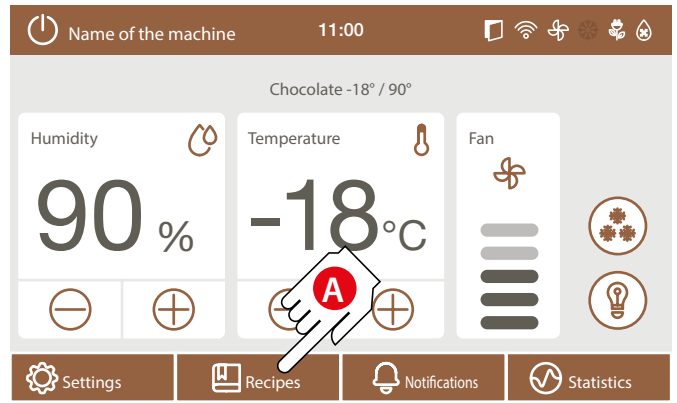 Name of the machine 11:00
Chocolate -18° / 90°
Humidity Temperature Fan
90 % -18°C
A
Settings Recipes Notifications Statistics